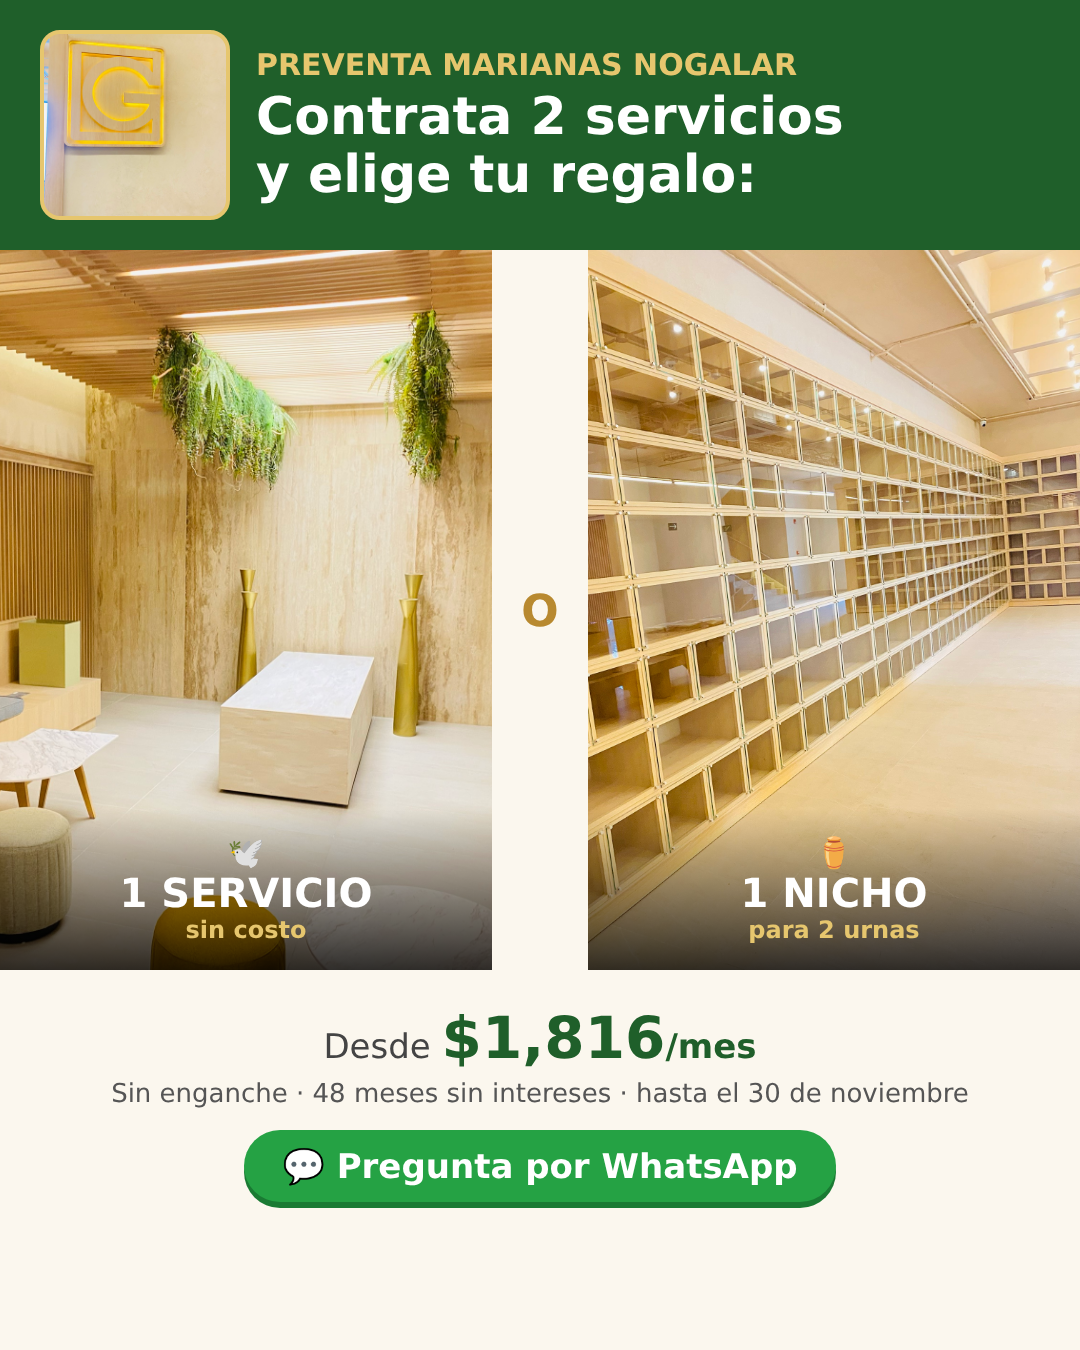 G
PREVENTA MARIANAS NOGALAR
Contrata 2 servicios
y elige tu regalo:
O
1 SERVICIO
sin costo
1 NICHO
para 2 urnas
Desde $1,816/mes
Sin enganche · 48 meses sin intereses · hasta el 30 de noviembre
Pregunta por WhatsApp